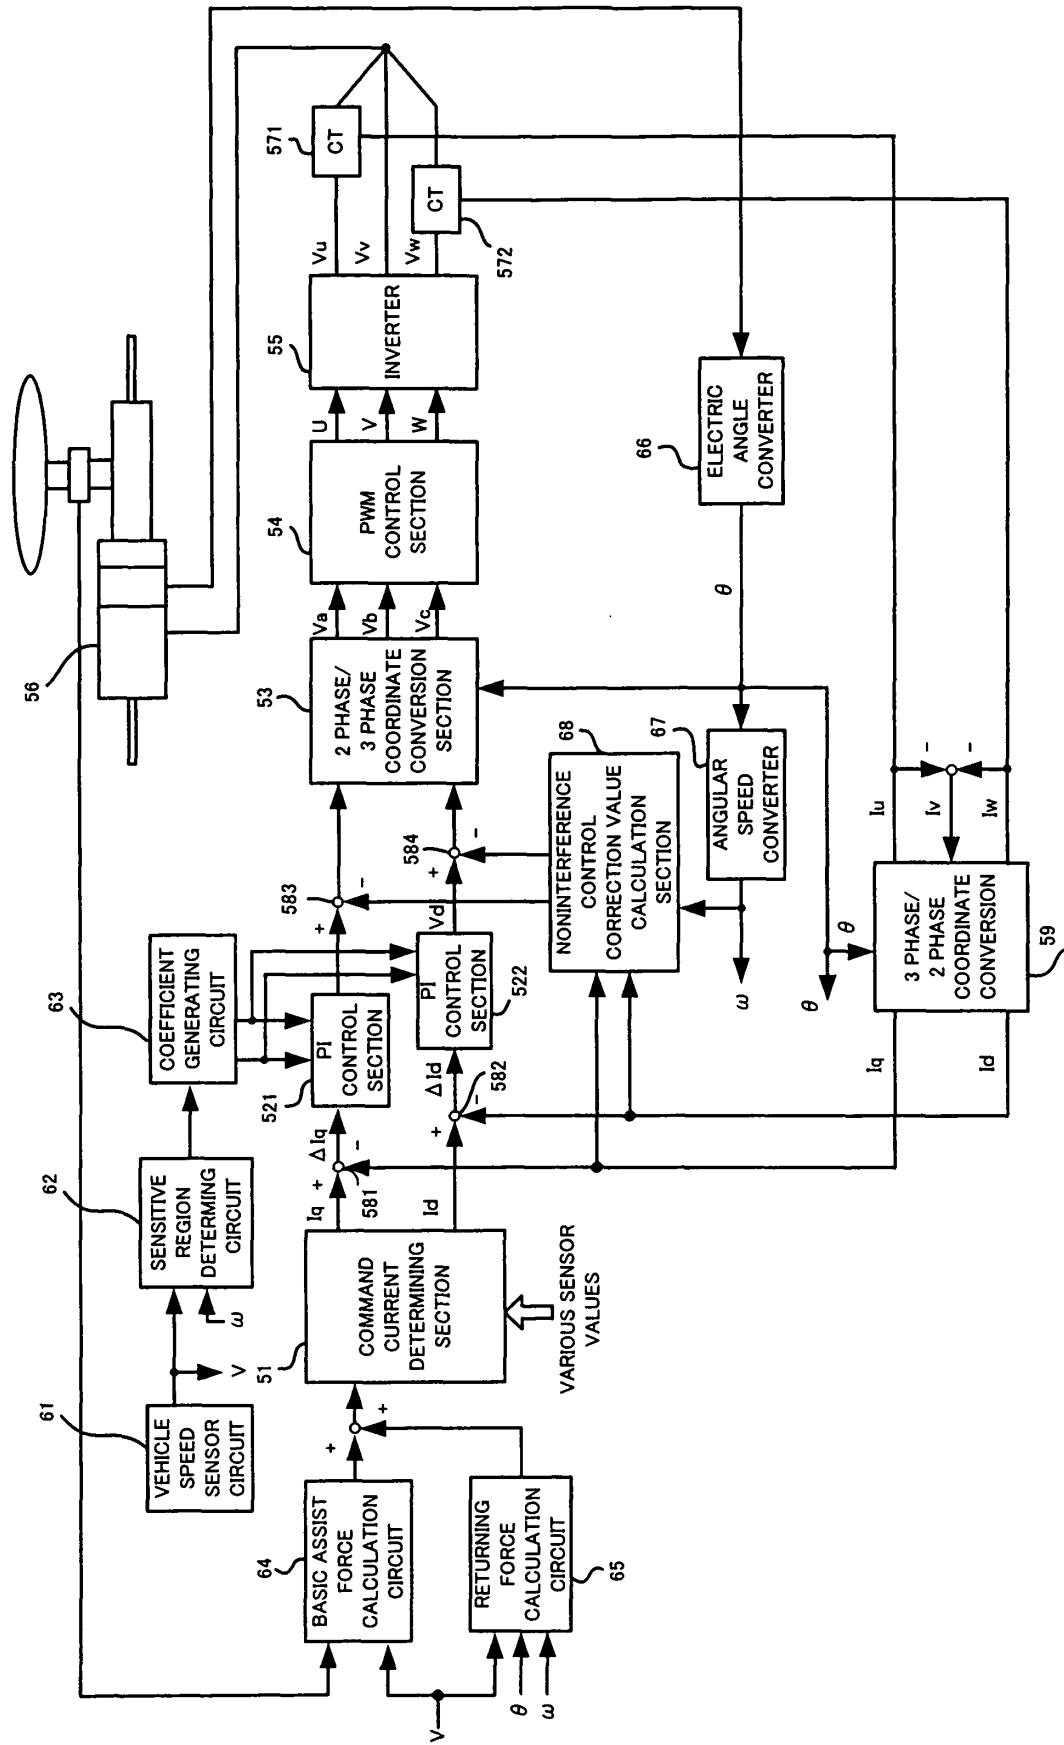 56
571
CT
CT
572
Vu
Vv
Vw
55
INVERTER
U
V
W
54
PWM
CONTROL
SECTION
Va
Vb
Vc
53
2 PHASE/
3 PHASE
COORDINATE
CONVERSION
SECTION
66
ELECTRIC
ANGLE
CONVERTER
θ
67
ANGULAR
SPEED
CONVERTER
ω
θ
θ
68
NONINTERFERENCE
CONTROL
CORRECTION VALUE
CALCULATION
SECTION
583
+
-
584
+
-
Vd
63
COEFFICIENT
GENERATING
CIRCUIT
521
PI
CONTROL
SECTION
522
PI
CONTROL
SECTION
ΔIq
ΔId
581
+
-
582
+
-
Iq
Id
62
SENSITIVE
REGION
DETERMING
CIRCUIT
ω
V
61
VEHICLE
SPEED
SENSOR
CIRCUIT
51
COMMAND
CURRENT
DETERMINING
SECTION
VARIOUS SENSOR
VALUES
+
+
64
BASIC ASSIST
FORCE
CALCULATION
CIRCUIT
65
RETURNING
FORCE
CALCULATION
CIRCUIT
V
θ
ω
Iu
Iv
Iw
-
-
59
3 PHASE/
2 PHASE
COORDINATE
CONVERSION
Iq
Id